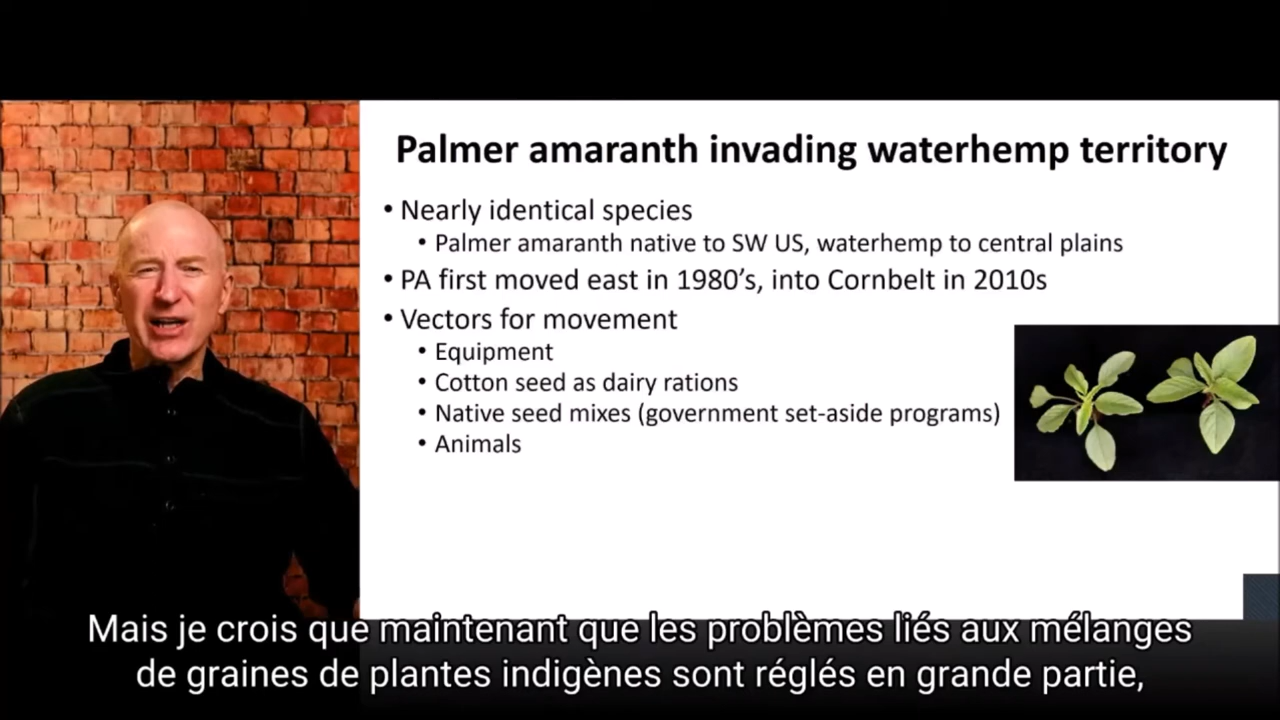 Palmer amaranth invading waterhemp territory
• Nearly identical species
• Palmer amaranth native to SW US, waterhemp to central plains
• PA first moved east in 1980’s, into Cornbelt in 2010s
• Vectors for movement
• Equipment
• Cotton seed as dairy rations
• Native seed mixes (government set-aside programs)
• Animals
Mais je crois que maintenant que les problèmes liés aux mélanges
de graines de plantes indigènes sont réglés en grande partie,